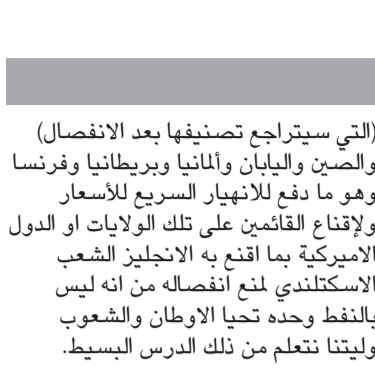 (التي سيتراجع تصنيفها بعد الانفصال)
والصين واليابان وألمانيا وبريطانيا وفرنسا
وهو ما دفع للانهيار السريع للأسعار
ولإقناع القائمين على تلك الولايات او الدول
الاميركية بما اقنع به الانجليز الشعب
الاسكتلندي لمنع انفصاله من انه ليس
بالنفط وحده تحيا الاوطان والشعوب
وليتنا نتعلم من ذلك الدرس البسيط.